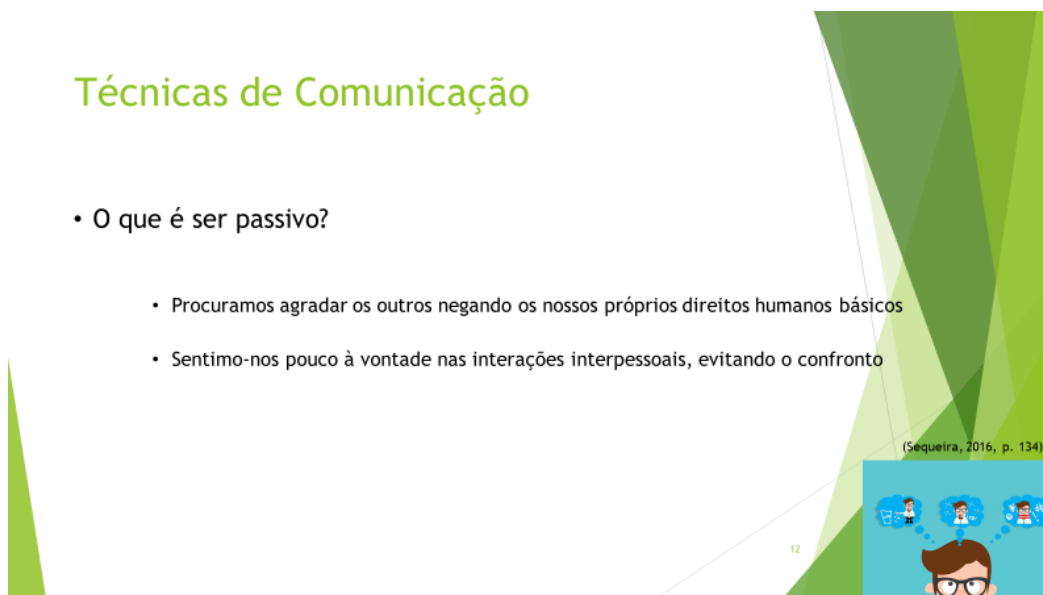 Técnicas de Comunicação
• O que é ser passivo?
• Procuramos agradar os outros negando os nossos próprios direitos humanos básicos
• Sentimo-nos pouco à vontade nas interações interpessoais, evitando o confronto
(Sequeira, 2016, p. 134)
12